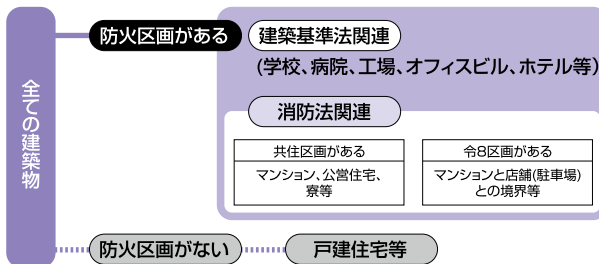 全ての建築物
防火区画がある
建築基準法関連
(学校、病院、工場、オフィスビル、ホテル等)
消防法関連
共住区画がある
マンション、公営住宅、
寮等
令8区画がある
マンションと店舗(駐車場)
との境界等
防火区画がない
戸建住宅等